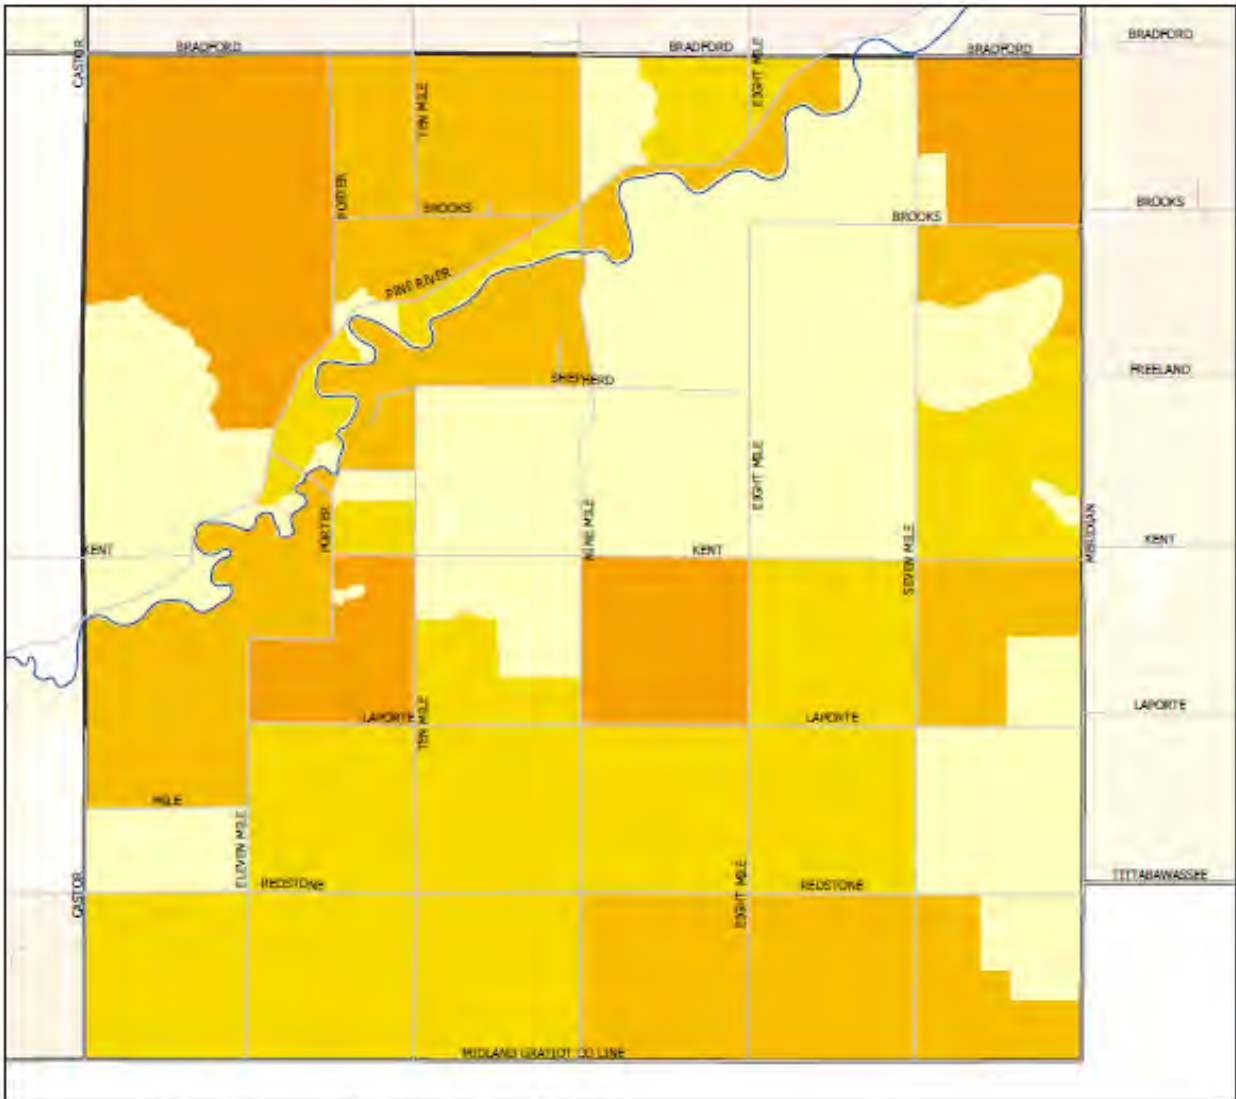 BRADFORD
CASTOR
BRADFORD
BRADFORD
EIGHT MILE
BRADFORD
TEN MILE
PORTER
BROOKS
BROOKS
BROOKS
PINE RIVER
SHEPHERD
FREELAND
EIGHT MILE
NINE MILE
PORTER
KENT
KENT
SEVEN MILE
MERIDIAN
KENT
LAPORTE
TEN MILE
LAPORTE
LAPORTE
MILE
ELEVEN MILE
CASTOR
REDSTONE
EIGHT MILE
REDSTONE
TITTABAWASSEE
MIDLAND GRATIOT CO LINE